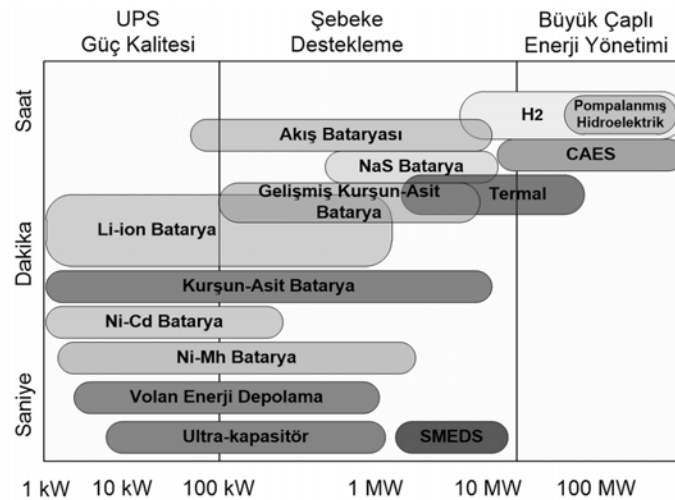 UPS
Güç Kalitesi
Şebeke
Destekleme
Büyük Çaplı
Enerji Yönetimi
Saat
Dakika
Saniye
H2
Pompalanmış
Hidroelektrik
Akış Bataryası
CAES
NaS Batarya
Gelişmiş Kurşun-Asit
Batarya
Termal
Li-ion Batarya
Kurşun-Asit Batarya
Ni-Cd Batarya
Ni-Mh Batarya
Volan Enerji Depolama
Ultra-kapasitör
SMEDS
1 kW 10 kW 100 kW 1 MW 10 MW 100 MW